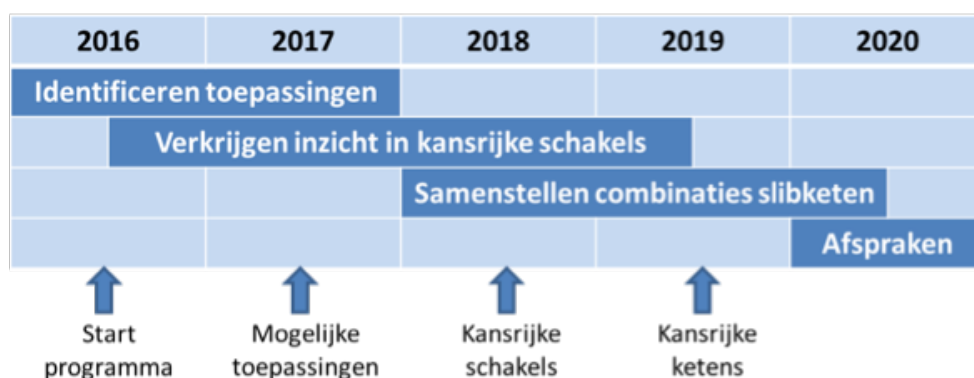 2016 2017 2018 2019 2020
Identificeren toepassingen
Verkrijgen inzicht in kansrijke schakels
Samenstellen combinaties slibketen
Afspraken
Start Mogelijke Kansrijke Kansrijke
programma toepassingen schakels ketens